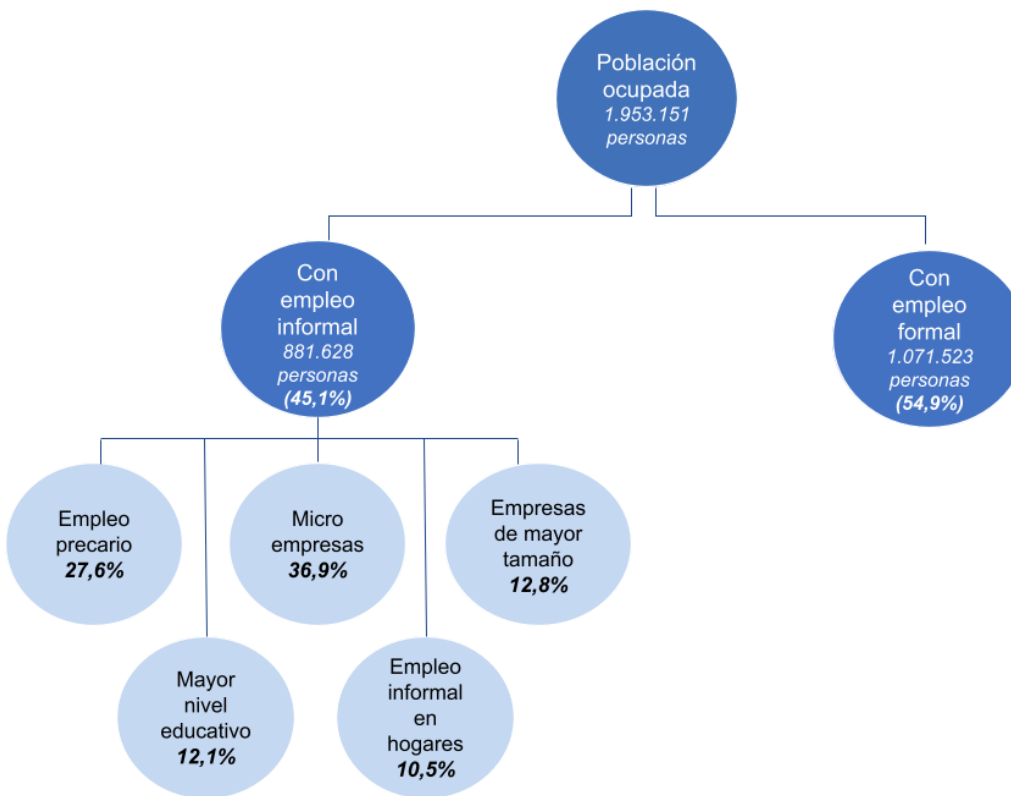 Población
ocupada
1.953.151
personas
Con
empleo
informal
881.628
personas
(45,1%)
Con
empleo
formal
1.071.523
personas
(54,9%)
Empleo
precario
27,6%
Micro
empresas
36,9%
Empresas
de mayor
tamaño
12,8%
Mayor
nivel
educativo
12,1%
Empleo
informal
en
hogares
10,5%